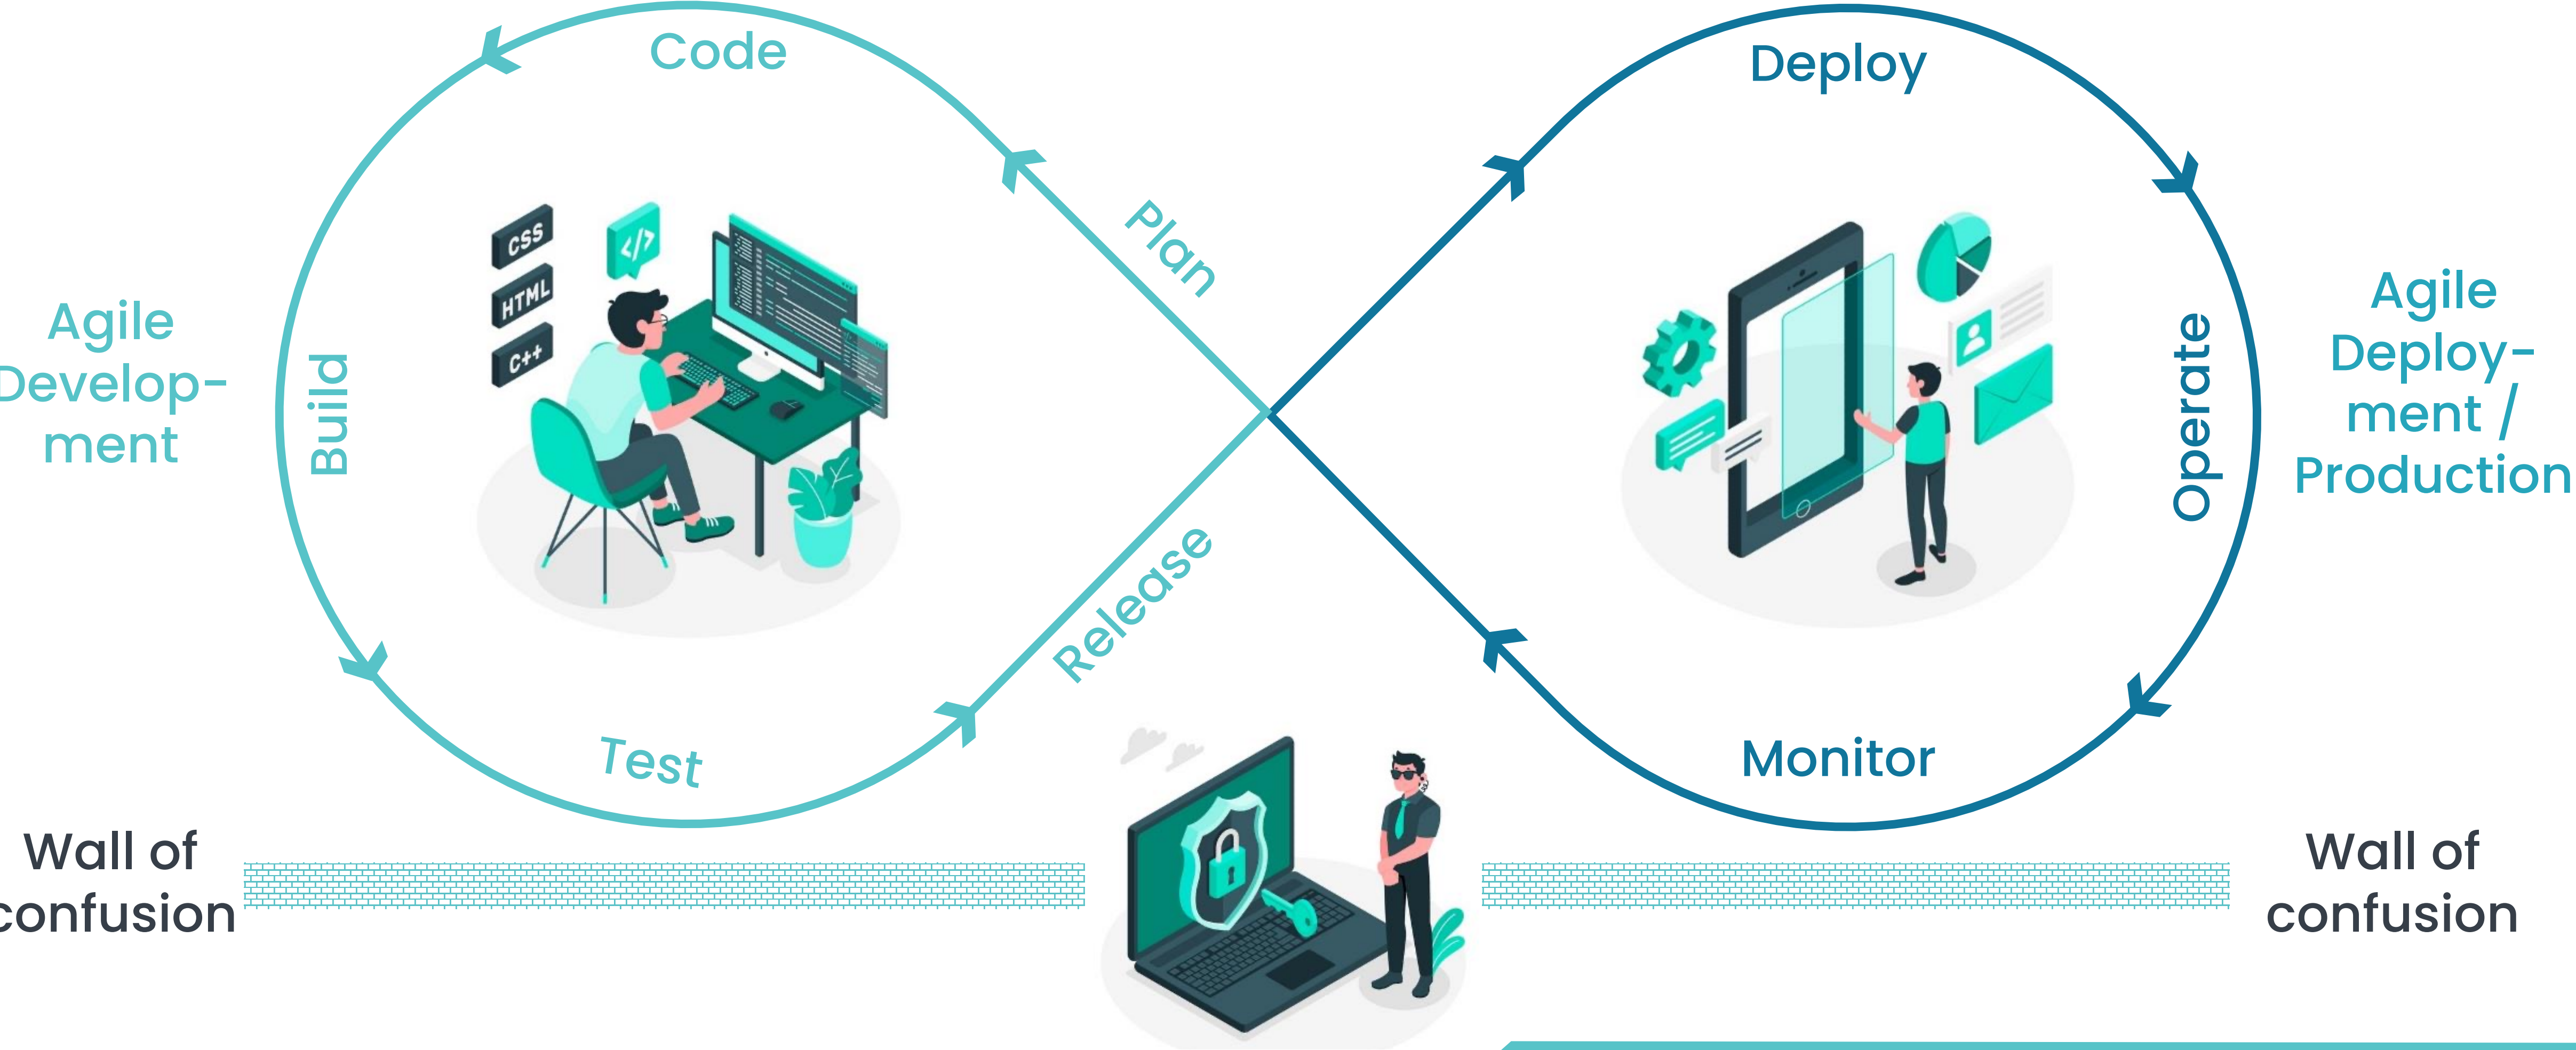 Code
Deploy
Plan
CSS
</>
HTML
C++
Agile
Develop-
ment
Build
Operate
Agile
Deploy-
ment /
Production
Release
Test
Monitor
Wall of
confusion
Wall of
confusion